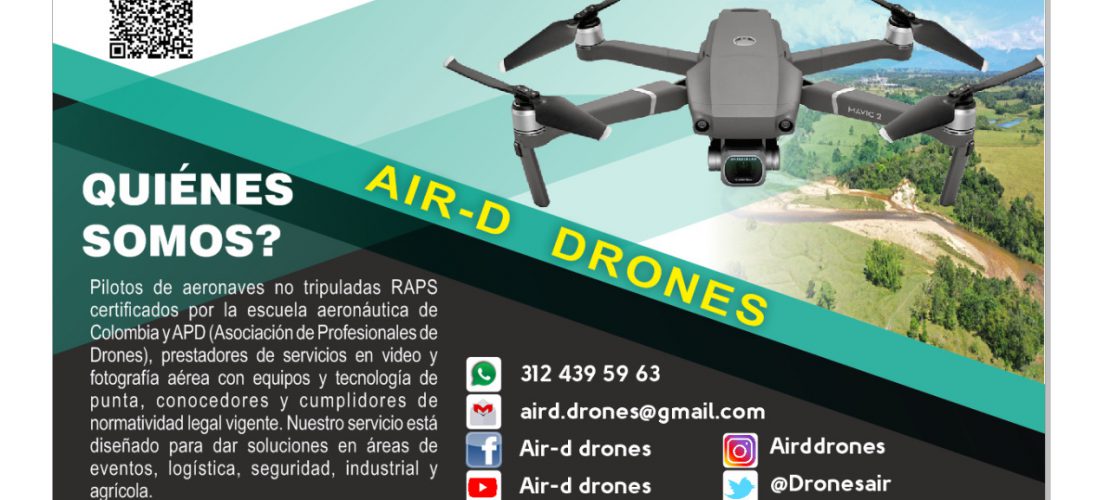 MAVIC 2
AIR-D DRONES
QUIÉNES
SOMOS?
Pilotos de aeronaves no tripuladas RAPS
certificados por la escuela aeronáutica de
Colombia y APD (Asociación de Profesionales de
Drones), prestadores de servicios en video y
fotografía aérea con equipos y tecnología de
punta, conocedores y cumplidores de
normatividad legal vigente. Nuestro servicio está
diseñado para dar soluciones en áreas de
eventos, logística, seguridad, industrial y
agrícola.
312 439 59 63
aird.drones@gmail.com
Air-d drones
Airddrones
Air-d drones
@Dronesair